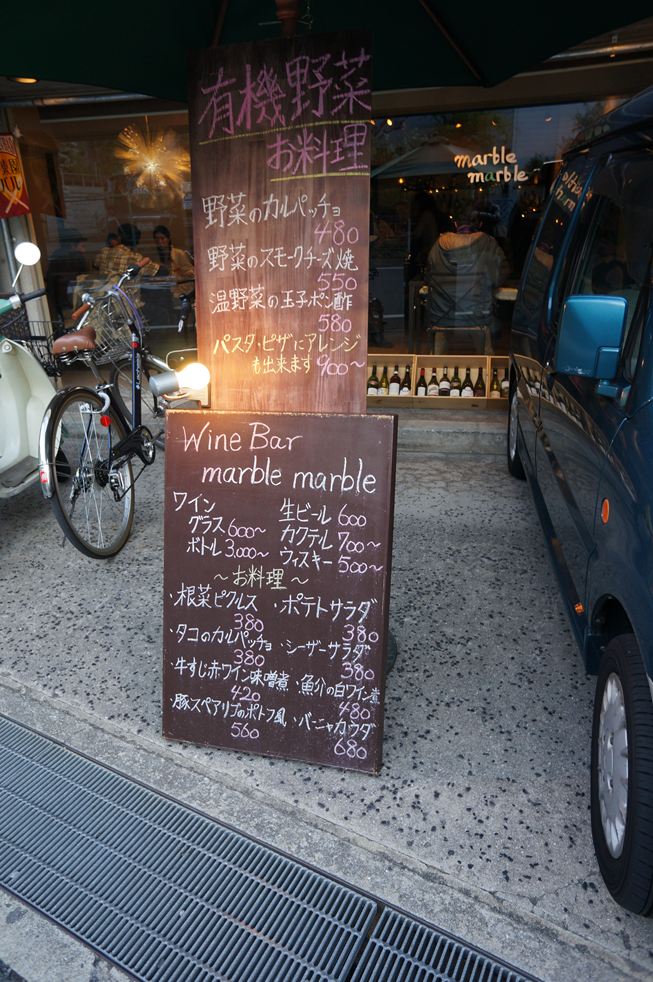 有機野菜
お料理
野菜のカルパッチョ
480
野菜のスモークチーズ焼
550
温野菜の玉子ポン酢
580
パスタ・ピザにアレンジ
も出来ます 900〜
marble
marble
Wine Bar
marble marble
ワイン
グラス 600〜
ボトル 3.000〜
生ビール 600
カクテル 700〜
ウィスキー 500〜
〜お料理〜
・根菜ピクルス ・ポテトサラダ
380 380
・タコのカルパッチョ ・シーザーサラダ
380 380
・牛すじ赤ワイン味噌煮 ・魚介の白ワイン煮
420 480
・豚スペアリブのポトフ風 ・バーニャカウダ
560 680